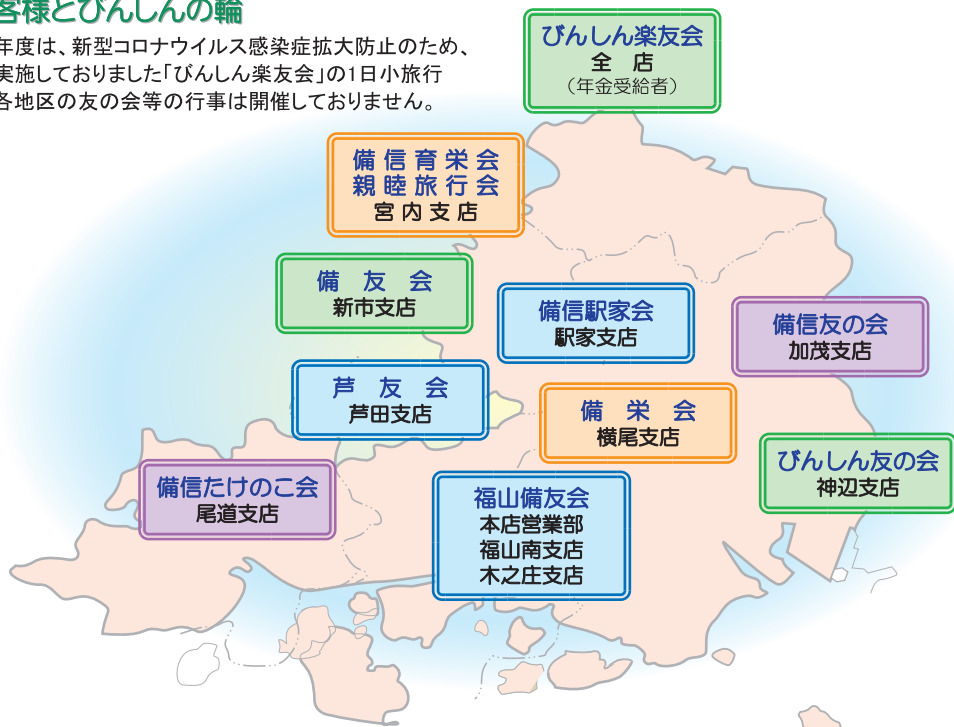 客様とびんしんの輪
年度は、新型コロナウイルス感染症拡大防止のため、
実施しておりました「びんしん楽友会」の1日小旅行
各地区の友の会等の行事は開催しておりません。
びんしん楽友会
全 店
（年金受給者）
備信育栄会
親睦旅行会
宮内支店
備 友 会
新市支店
備信駅家会
駅家支店
備信友の会
加茂支店
芦 友 会
芦田支店
備 栄 会
横尾支店
びんしん友の会
神辺支店
備信たけのこ会
尾道支店
福山備友会
本店営業部
福山南支店
木之庄支店